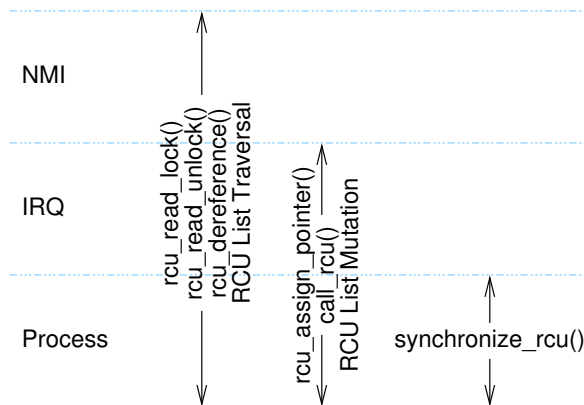 NMI
rcu_read_lock()
rcu_read_unlock()
rcu_dereference()
RCU List Traversal
IRQ
rcu_assign_pointer()
call_rcu()
RCU List Mutation
Process
synchronize_rcu()